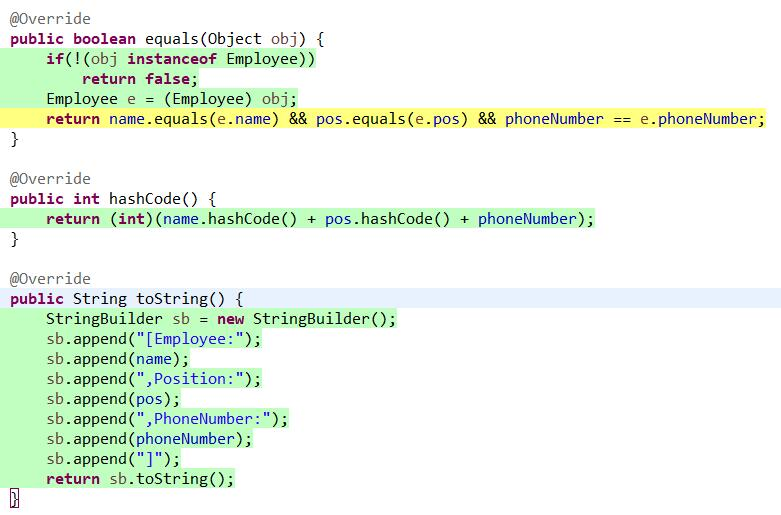 @Override
public boolean equals(Object obj) {
    if(!(obj instanceof Employee))
        return false;
    Employee e = (Employee) obj;
    return name.equals(e.name) && pos.equals(e.pos) && phoneNumber == e.phoneNumber;
}

@Override
public int hashCode() {
    return (int)(name.hashCode() + pos.hashCode() + phoneNumber);
}

@Override
public String toString() {
    StringBuilder sb = new StringBuilder();
    sb.append("[Employee:");
    sb.append(name);
    sb.append(",Position:");
    sb.append(pos);
    sb.append(",PhoneNumber:");
    sb.append(phoneNumber);
    sb.append("]");
    return sb.toString();
}